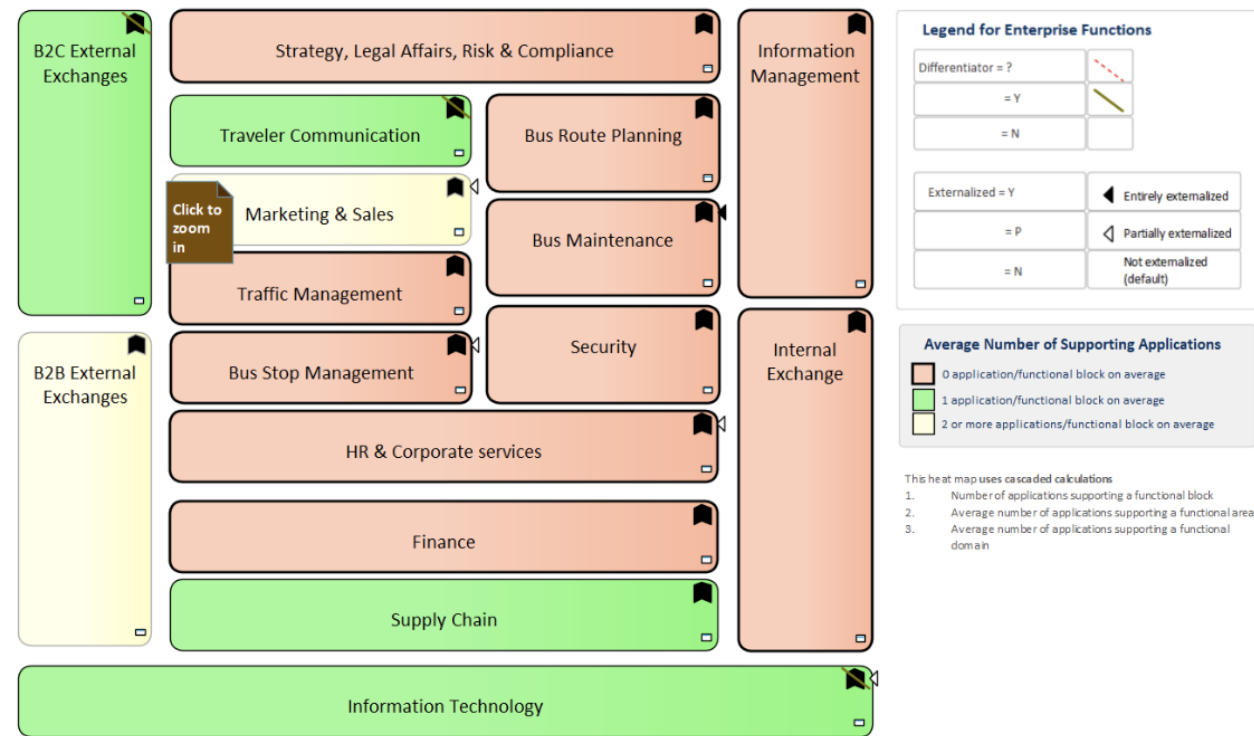 B2C External
Exchanges
Strategy, Legal Affairs, Risk & Compliance
Information
Management
Traveler Communication
Bus Route Planning
Click to
zoom
in
Marketing & Sales
Bus Maintenance
Traffic Management
B2B External
Exchanges
Bus Stop Management
Security
Internal
Exchange
HR & Corporate services
Finance
Supply Chain
Information Technology
Legend for Enterprise Functions
Differentiator = ?
= Y
= N
Externalized = Y
Entirely externalized
= P
Partially externalized
= N
Not externalized
(default)
Average Number of Supporting Applications
0 application/functional block on average
1 application/functional block on average
2 or more applications/functional block on average
This heat map uses cascaded calculations
1. Number of applications supporting a functional block
2. Average number of applications supporting a functional area
3. Average number of applications supporting a functional
domain